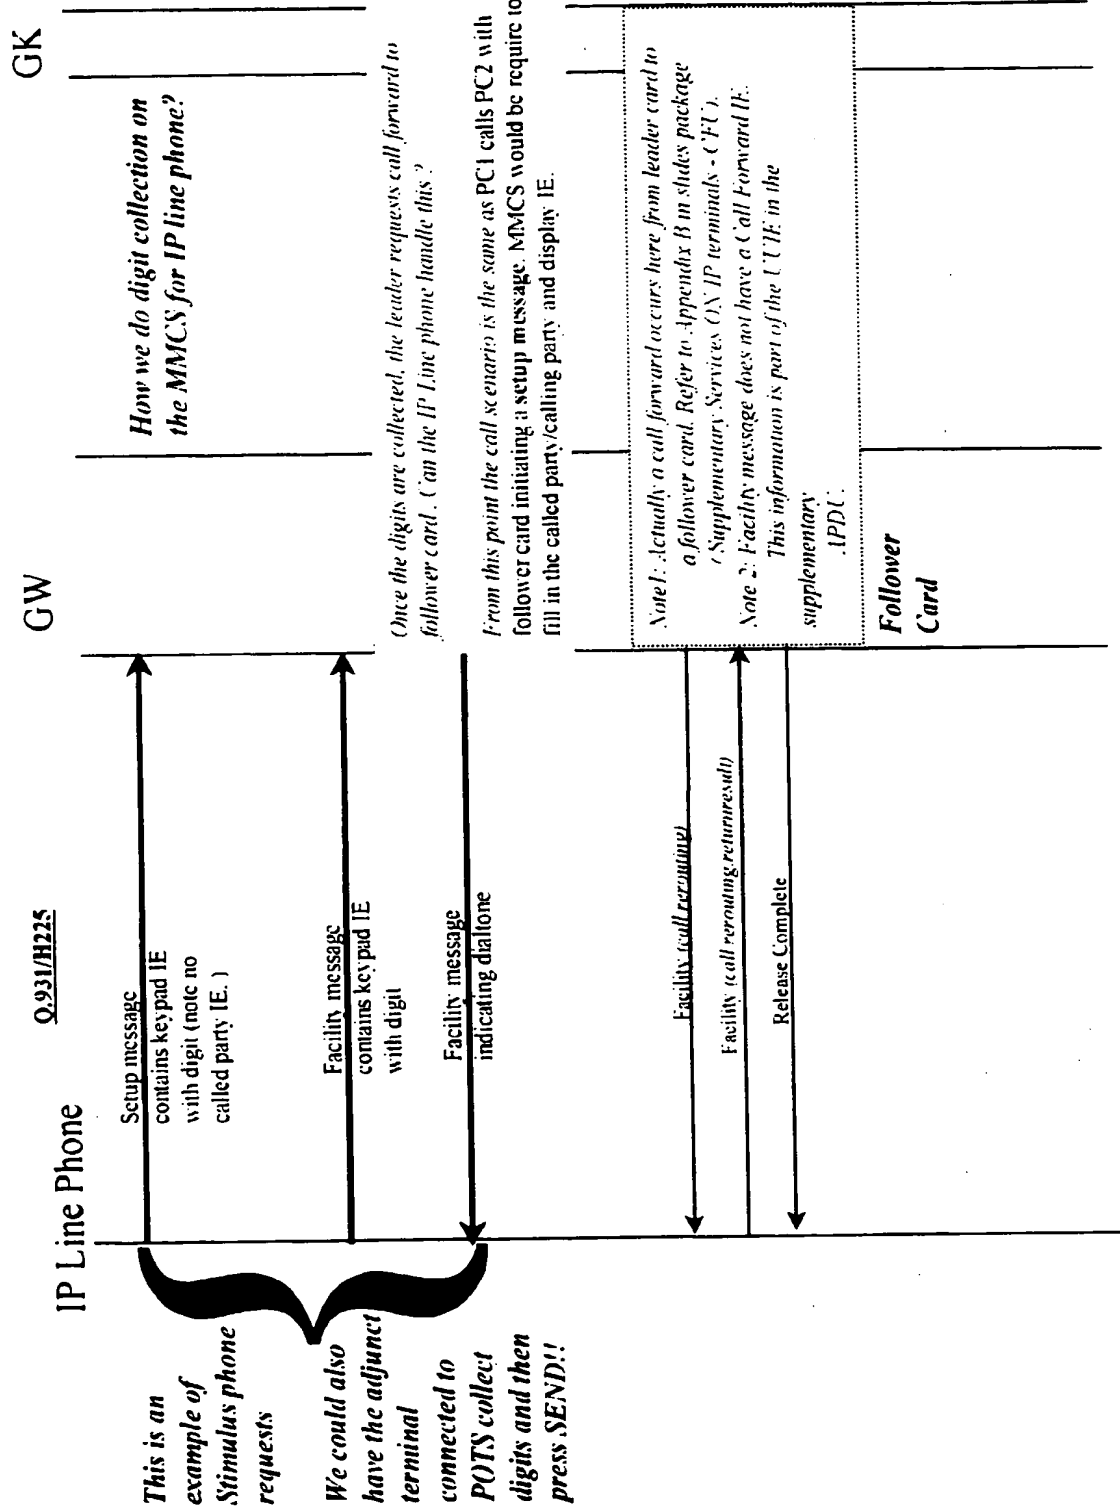 IP Line Phone
Q.931/H225
GW
GK
This is an
example of
Stimulus phone
requests
We could also
have the adjunct
terminal
connected to
POTS collect
digits and then
press SEND!!
Setup message
contains keypad IE
with digit (note no
called party IE. )
Facility message
contains keypad IE
with digit
Facility message
indicating dialtone
Facility (call rerouting)
Facility (call rerouting.returnresult)
Release Complete
How we do digit collection on
the MMCS for IP line phone?
Once the digits are collected, the leader requests call forward to
follower card. Can the IP Line phone handle this ?
From this point the call scenario is the same as PC1 calls PC2 with
follower card initiating a setup message. MMCS would be require to
fill in the called party/calling party and display IE.
Note1: Actually a call forward occurs here from leader card to
a follower card. Refer to Appendix B in slides package
(Supplementary Services ON IP terminals - CFU).
Note 2: Facility message does not have a Call Forward IE.
This information is part of the UUIE in the
supplementary
APDU.
Follower
Card